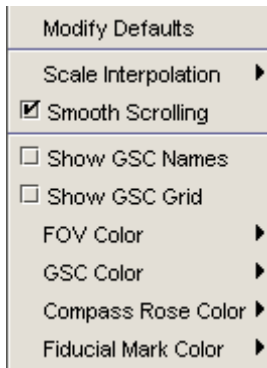 Modify Defaults
Scale Interpolation
Smooth Scrolling
Show GSC Names
Show GSC Grid
FOV Color
GSC Color
Compass Rose Color
Fiducial Mark Color